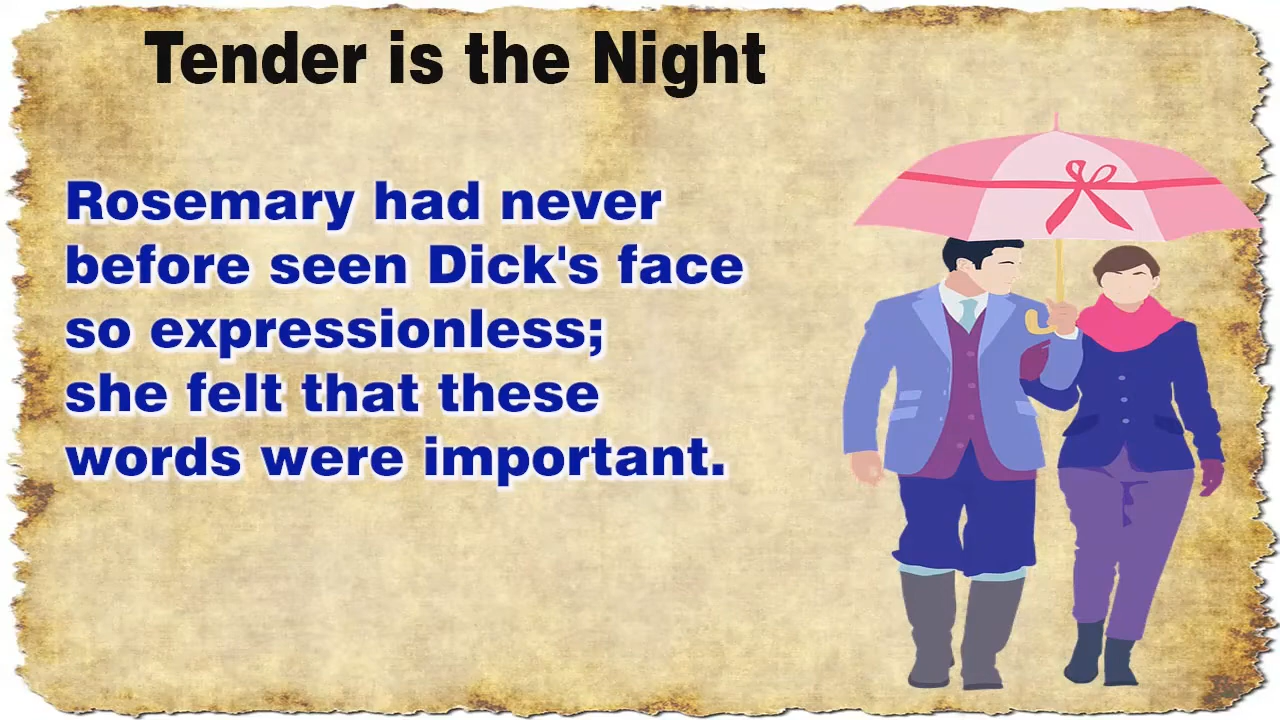 Tender is the Night
Rosemary had never
before seen Dick's face
so expressionless;
she felt that these
words were important.